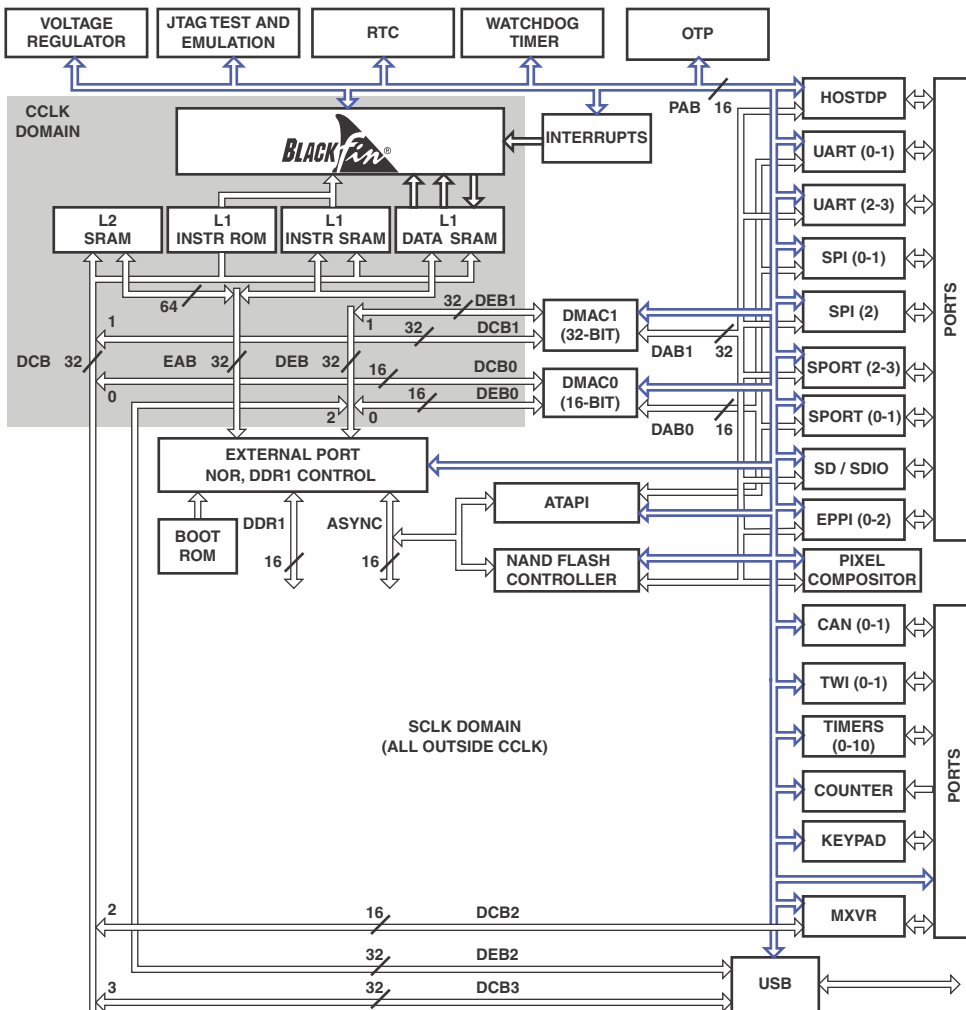 VOLTAGE
REGULATOR
JTAG TEST AND
EMULATION
RTC
WATCHDOG
TIMER
OTP
CCLK
DOMAIN
BLACKfin®
INTERRUPTS
PAB
16
HOSTDP
UART (0-1)
UART (2-3)
SPI (0-1)
SPI (2)
SPORT (2-3)
SPORT (0-1)
SD / SDIO
EPPI (0-2)
PIXEL
COMPOSITOR
PORTS
L2
SRAM
L1
INSTR ROM
L1
INSTR SRAM
L1
DATA SRAM
64
32
DEB1
1
1
32
DCB1
DMAC1
(32-BIT)
DAB1
32
DCB
32
EAB
32
DEB
32
16
DCB0
0
16
DEB0
2
0
DMAC0
(16-BIT)
DAB0
16
EXTERNAL PORT
NOR, DDR1 CONTROL
BOOT
ROM
DDR1
16
ASYNC
16
ATAPI
NAND FLASH
CONTROLLER
CAN (0-1)
TWI (0-1)
TIMERS
(0-10)
COUNTER
KEYPAD
MXVR
PORTS
SCLK DOMAIN
(ALL OUTSIDE CCLK)
2
16
DCB2
32
DEB2
3
32
DCB3
USB